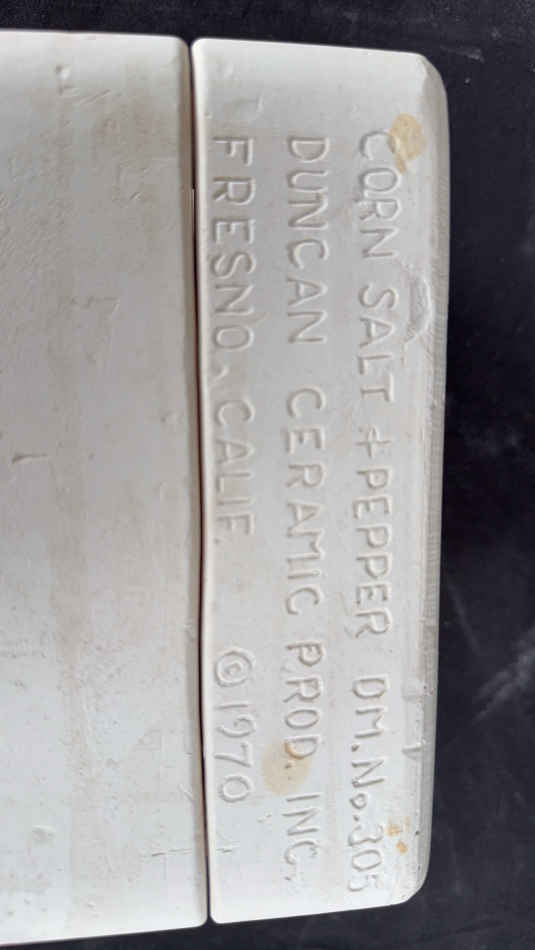 CORN SALT + PEPPER DM. No. 305
DUNCAN CERAMIC PROD. INC.
FRESNO, CALIF. © 1970